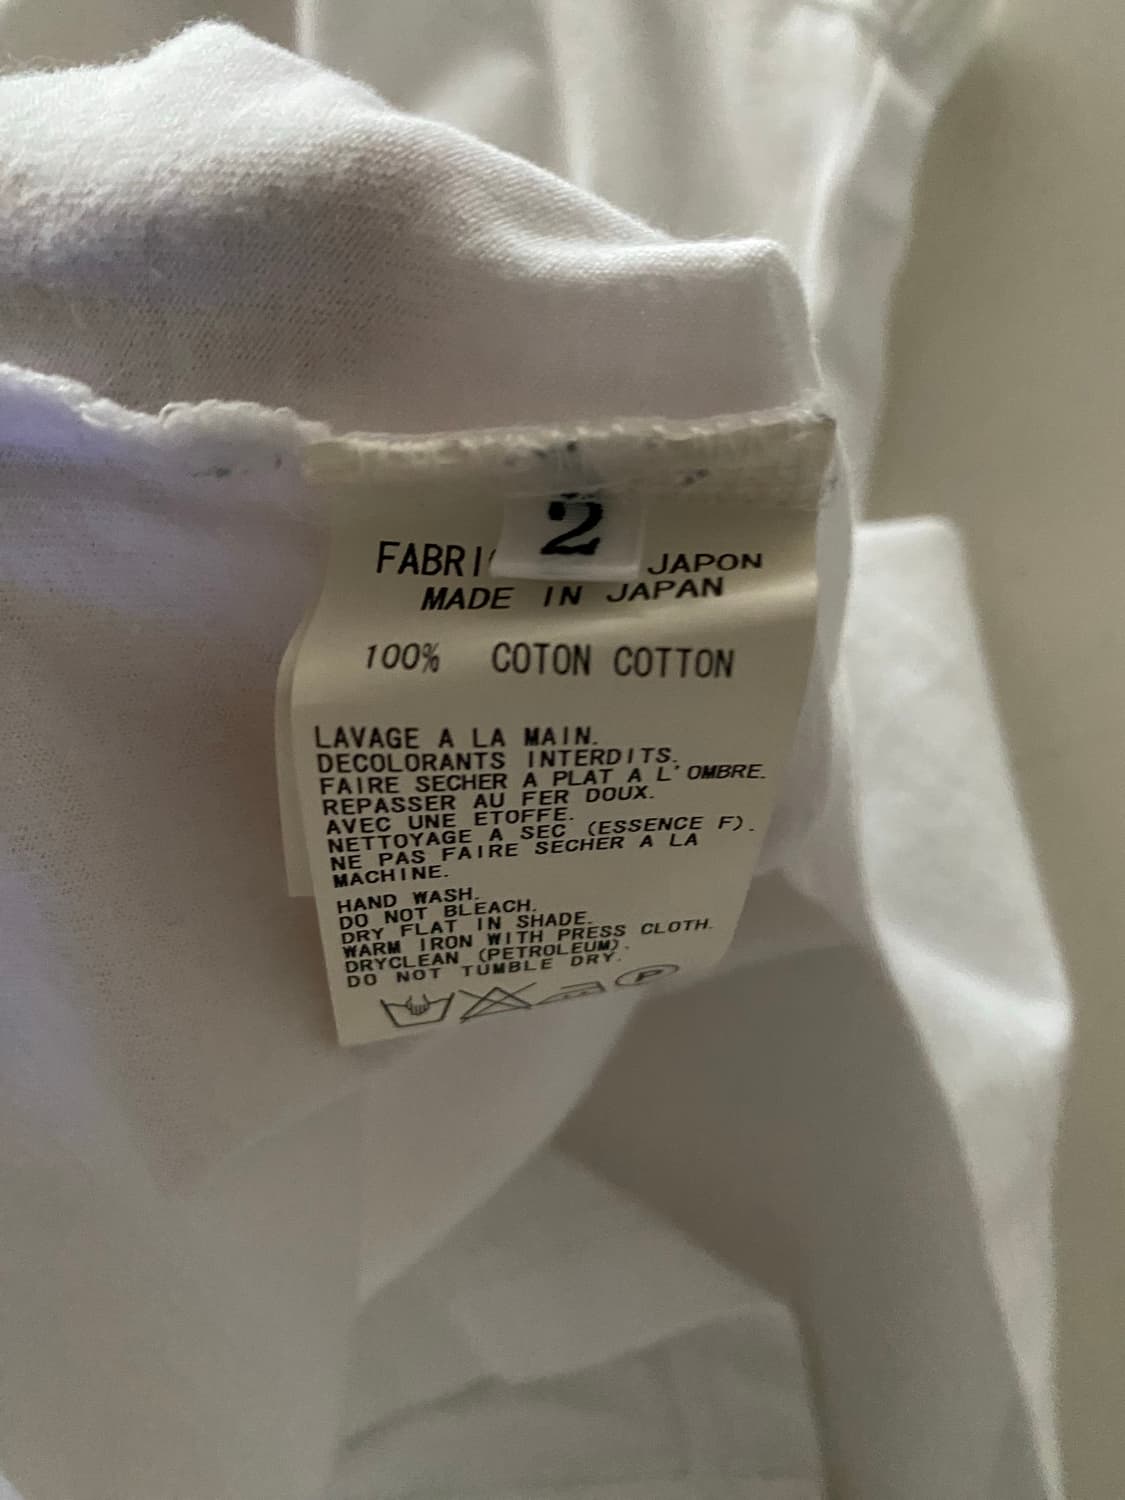 2
FABRI JAPON
MADE IN JAPAN
100% COTON COTTON
LAVAGE A LA MAIN.
DECOLORANTS INTERDITS.
FAIRE SECHER A PLAT A L'OMBRE.
REPASSER AU FER DOUX.
AVEC UNE ETOFFE.
NETTOYAGE A SEC (ESSENCE F).
NE PAS FAIRE SECHER A LA
MACHINE.
HAND WASH.
DO NOT BLEACH.
DRY FLAT IN SHADE.
WARM IRON WITH PRESS CLOTH.
DRYCLEAN (PETROLEUM).
DO NOT TUMBLE DRY.
P